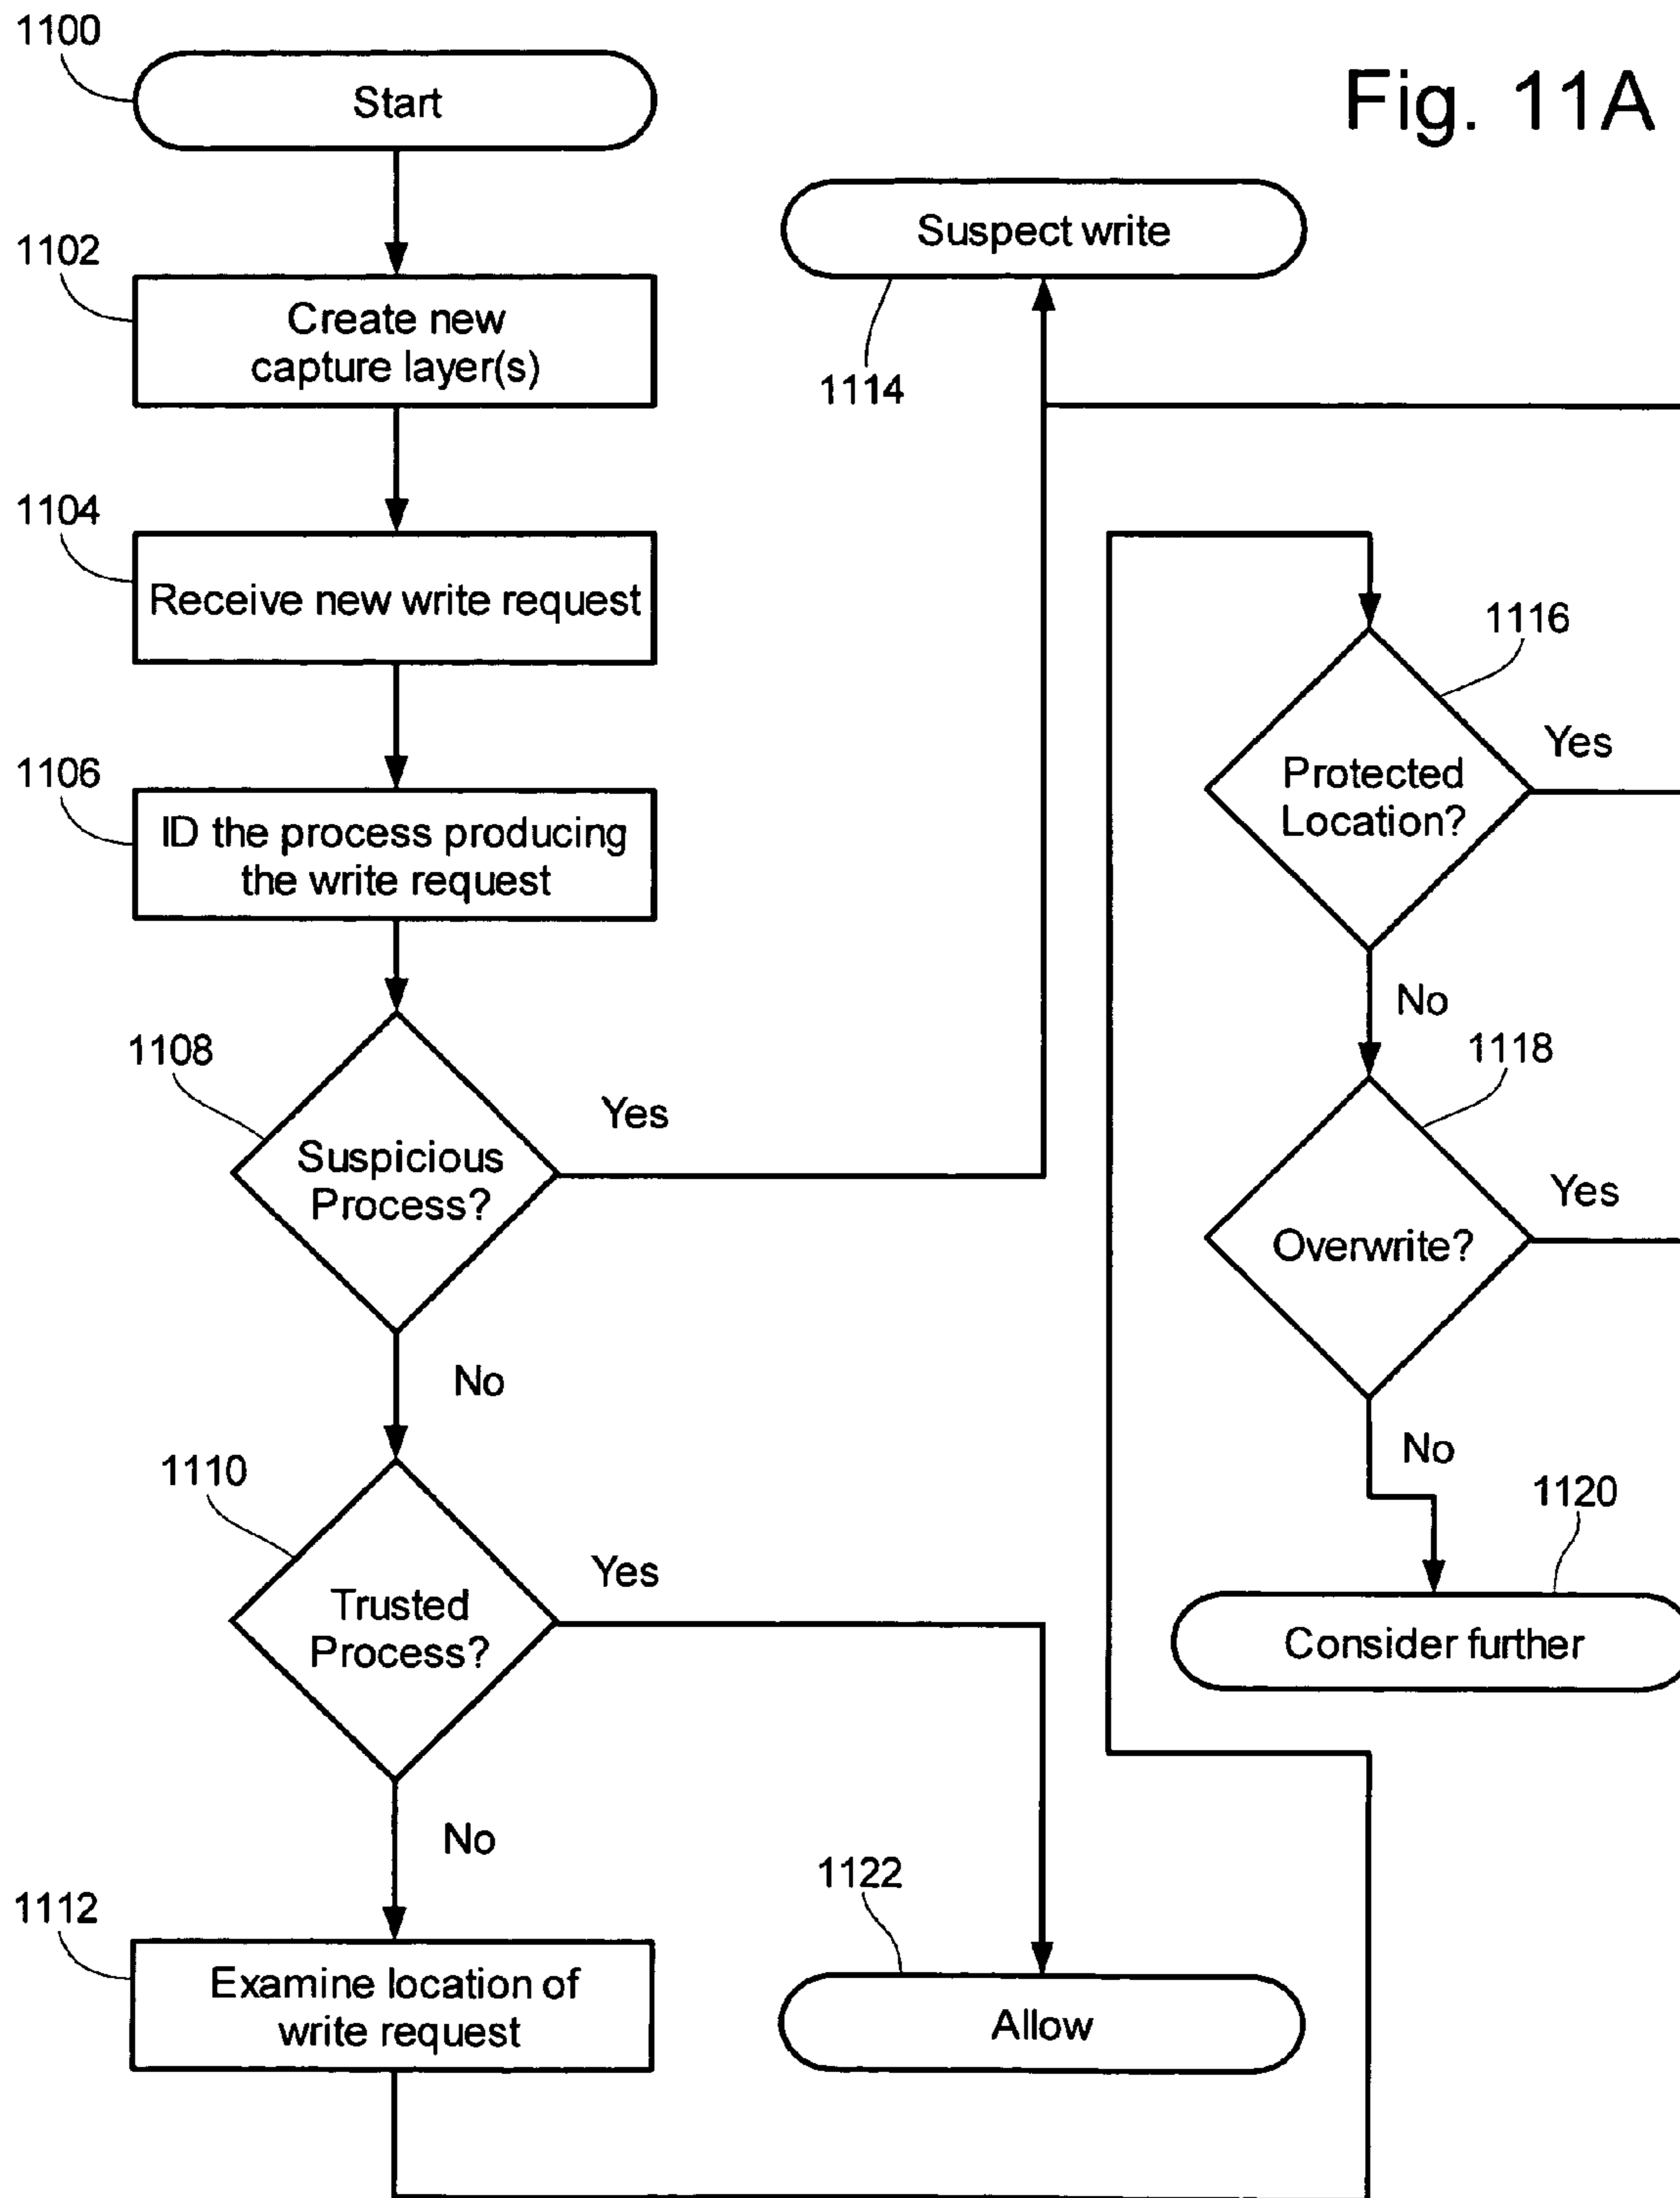 Fig. 11A
1100
Start
1102
Create new
capture layer(s)
1104
Receive new write request
1106
ID the process producing
the write request
1108
Suspicious
Process?
Yes
No
1110
Trusted
Process?
Yes
No
1112
Examine location of
write request
Suspect write
1114
1116
Protected
Location?
Yes
No
1118
Overwrite?
Yes
No
1120
Consider further
1122
Allow